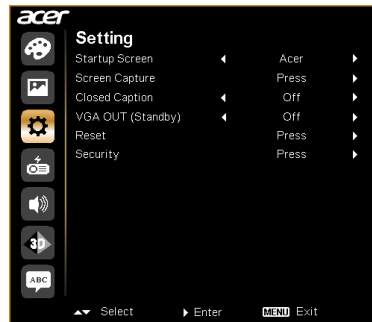 acer
Setting
Startup Screen Acer
Screen Capture Press
Closed Caption Off
VGA OUT (Standby) Off
Reset Press
Security Press
3D
ABC
Select Enter MENU Exit